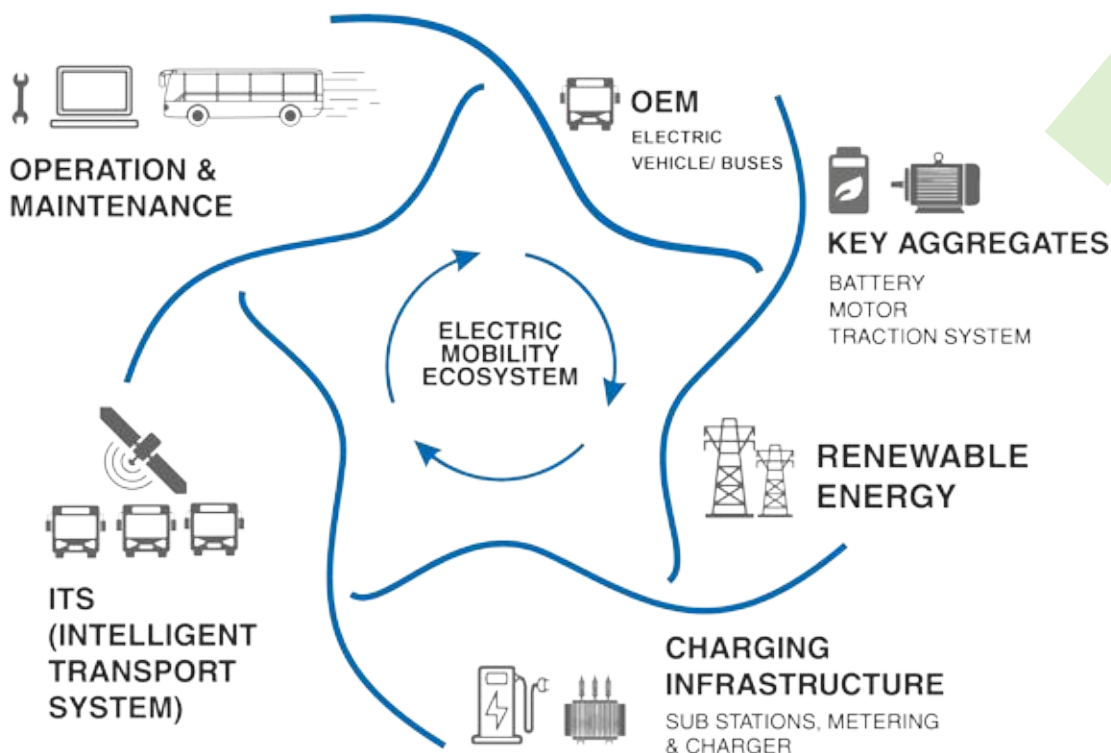 OPERATION &
MAINTENANCE
OEM
ELECTRIC
VEHICLE/ BUSES
KEY AGGREGATES
BATTERY
MOTOR
TRACTION SYSTEM
ELECTRIC
MOBILITY
ECOSYSTEM
RENEWABLE
ENERGY
ITS
(INTELLIGENT
TRANSPORT
SYSTEM)
CHARGING
INFRASTRUCTURE
SUB STATIONS, METERING
& CHARGER